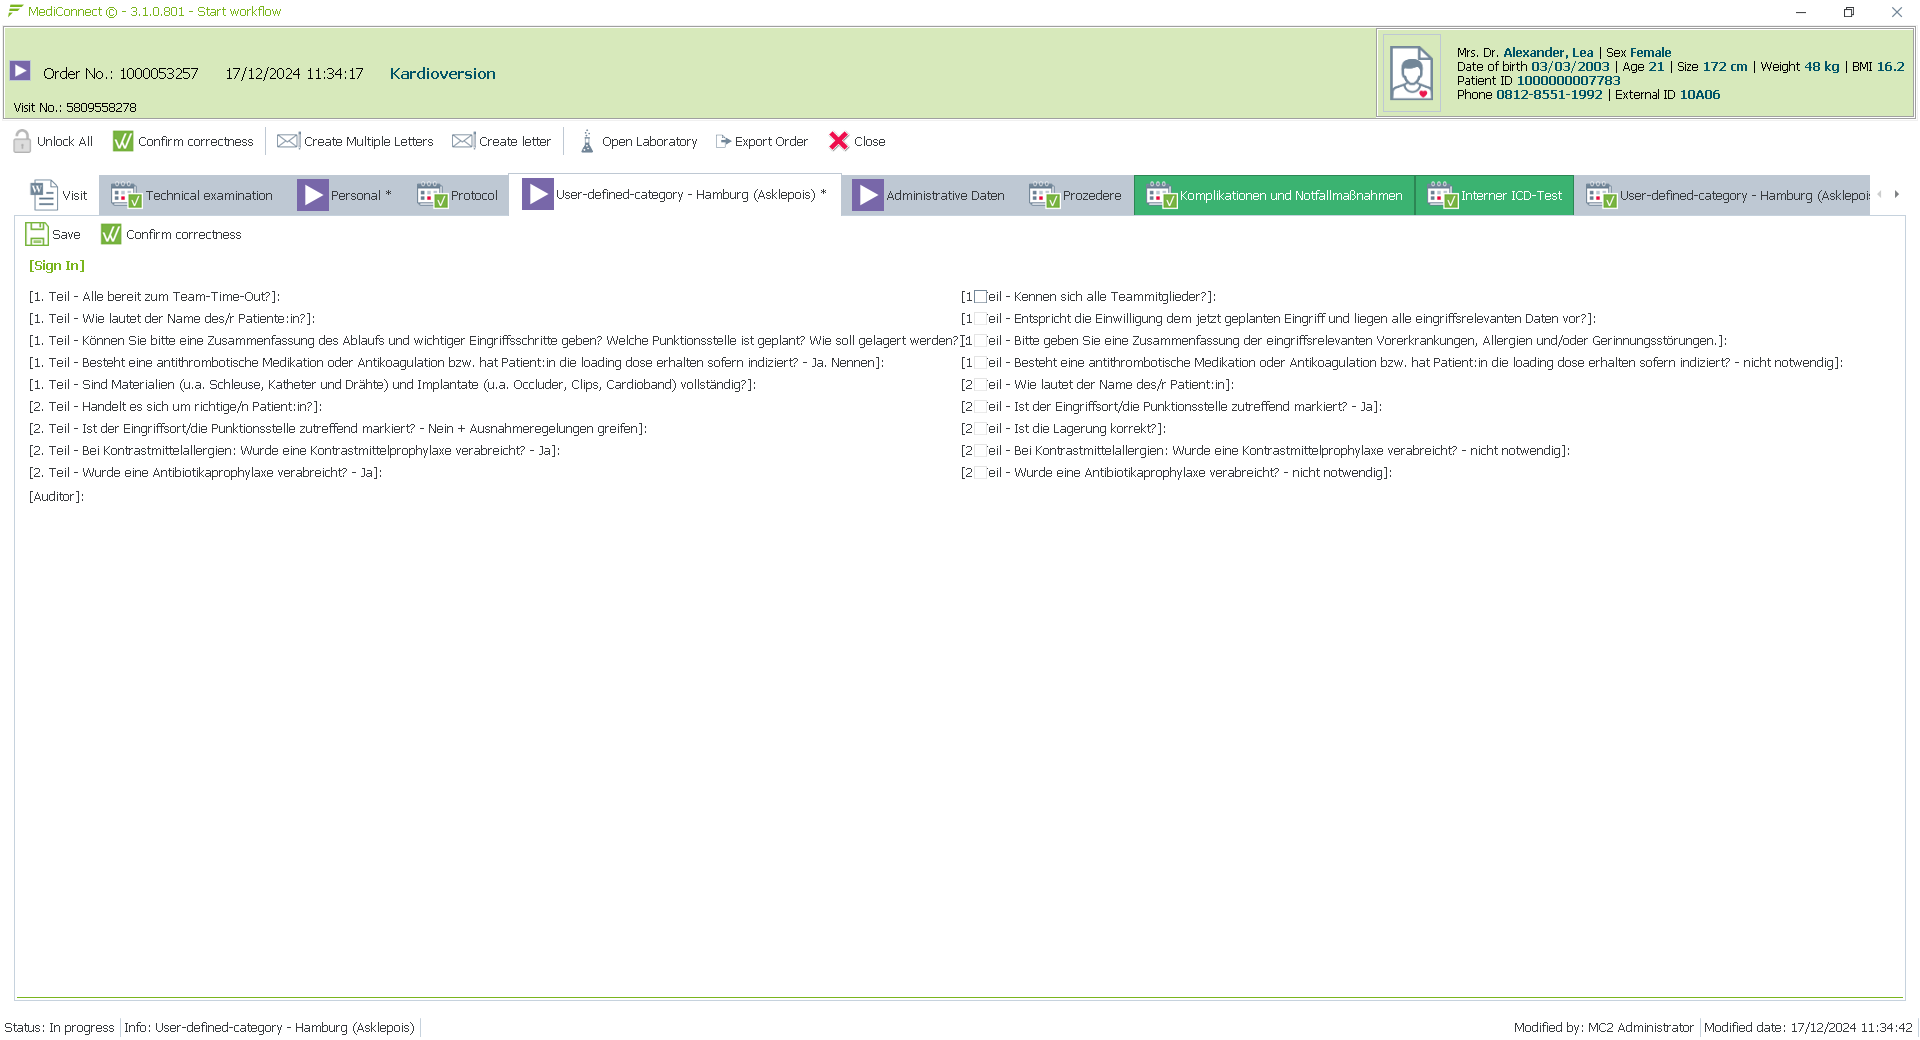 MediConnect © - 3.1.0.801 - Start workflow
Order No.: 1000053257 17/12/2024 11:34:17 Kardioversion
Visit No.: 5809558278
Mrs. Dr. Alexander, Lea | Sex Female
Date of birth 03/03/2003 | Age 21 | Size 172 cm | Weight 48 kg | BMI 16.2
Patient ID 1000000007783
Phone 0812-8551-1992 | External ID 10A06
Unlock All Confirm correctness Create Multiple Letters Create letter Open Laboratory Export Order Close
Visit Technical examination Personal * Protocol User-defined-category - Hamburg (Asklepois) * Administrative Daten Prozedere Komplikationen und Notfallmaßnahmen Interner ICD-Test User-defined-category - Hamburg (Asklepois
Save Confirm correctness
[Sign In]
[1. Teil - Alle bereit zum Team-Time-Out?]: [1 eil - Kennen sich alle Teammitglieder?]:
[1. Teil - Wie lautet der Name des/r Patiente:in?]: [1 eil - Entspricht die Einwilligung dem jetzt geplanten Eingriff und liegen alle eingriffsrelevanten Daten vor?]:
[1. Teil - Können Sie bitte eine Zusammenfassung des Ablaufs und wichtiger Eingriffsschritte geben? Welche Punktionsstelle ist geplant? Wie soll gelagert werden?] [1 eil - Bitte geben Sie eine Zusammenfassung der eingriffsrelevanten Vorerkrankungen, Allergien und/oder Gerinnungsstörungen.]:
[1. Teil - Besteht eine antithrombotische Medikation oder Antikoagulation bzw. hat Patient:in die loading dose erhalten sofern indiziert? - Ja. Nennen]: [1 eil - Besteht eine antithrombotische Medikation oder Antikoagulation bzw. hat Patient:in die loading dose erhalten sofern indiziert? - nicht notwendig]:
[1. Teil - Sind Materialien (u.a. Schleuse, Katheter und Drähte) und Implantate (u.a. Occluder, Clips, Cardioband) vollständig?]: [2 eil - Wie lautet der Name des/r Patient:in]:
[2. Teil - Handelt es sich um richtige/n Patient:in?]: [2 eil - Ist der Eingriffsort/die Punktionsstelle zutreffend markiert? - Ja]:
[2. Teil - Ist der Eingriffsort/die Punktionsstelle zutreffend markiert? - Nein + Ausnahmeregelungen greifen]: [2 eil - Ist die Lagerung korrekt?]:
[2. Teil - Bei Kontrastmittelallergien: Wurde eine Kontrastmittelprophylaxe verabreicht? - Ja]: [2 eil - Bei Kontrastmittelallergien: Wurde eine Kontrastmittelprophylaxe verabreicht? - nicht notwendig]:
[2. Teil - Wurde eine Antibiotikaprophylaxe verabreicht? - Ja]: [2 eil - Wurde eine Antibiotikaprophylaxe verabreicht? - nicht notwendig]:
[Auditor]:
Status: In progress Info: User-defined-category - Hamburg (Asklepois) Modified by: MC2 Administrator Modified date: 17/12/2024 11:34:42